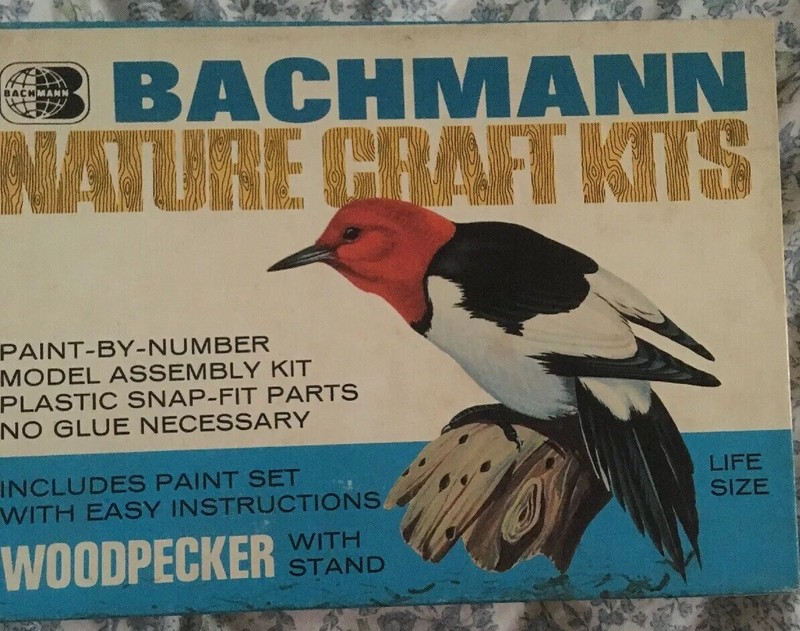 BACHMANN
BACHMANN
NATURE CRAFT KITS
PAINT-BY-NUMBER
MODEL ASSEMBLY KIT
PLASTIC SNAP-FIT PARTS
NO GLUE NECESSARY
INCLUDES PAINT SET
WITH EASY INSTRUCTIONS
WOODPECKER WITH
STAND
LIFE
SIZE